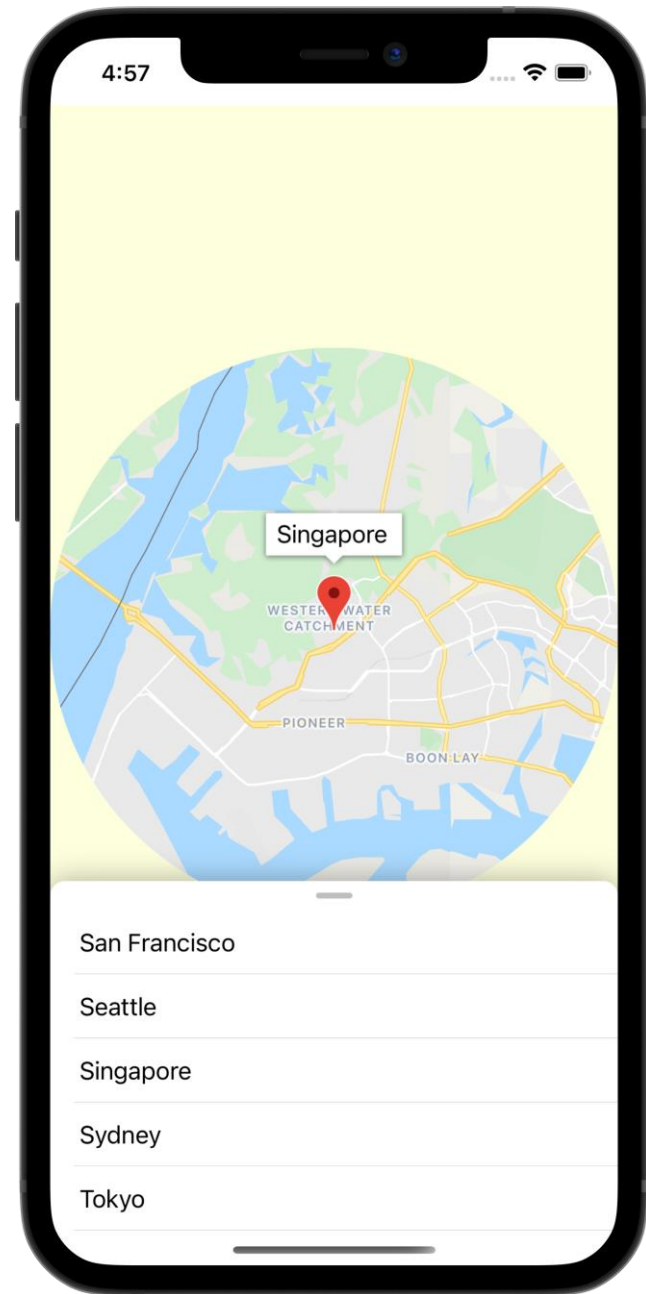 4:57
Singapore
WESTERN WATER
CATCHMENT
PIONEER
BOON LAY
San Francisco
Seattle
Singapore
Sydney
Tokyo